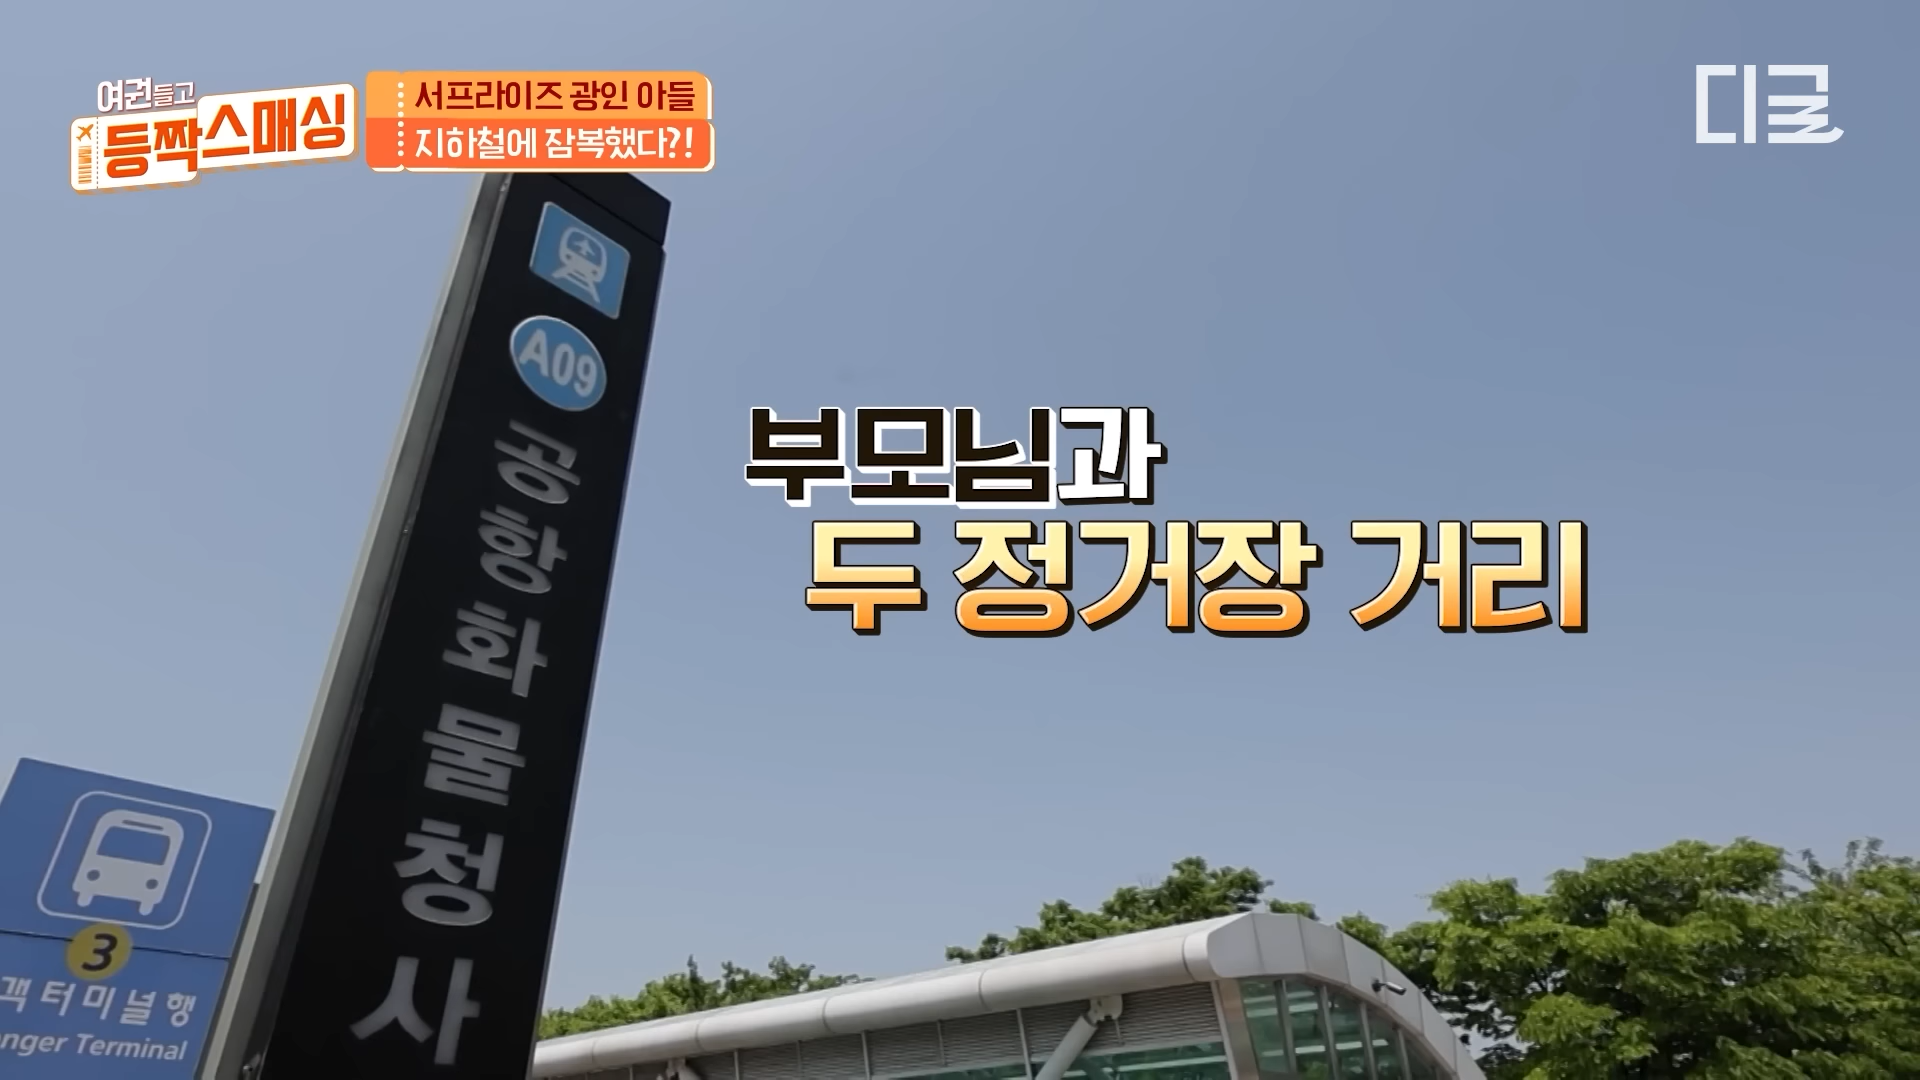 여권들고
등짝스매싱
서프라이즈 광인 아들
지하철에 잠복했다?!
디글
A09
공항화물청사
부모님과
두 정거장 거리
3
객터미널행
nger Terminal